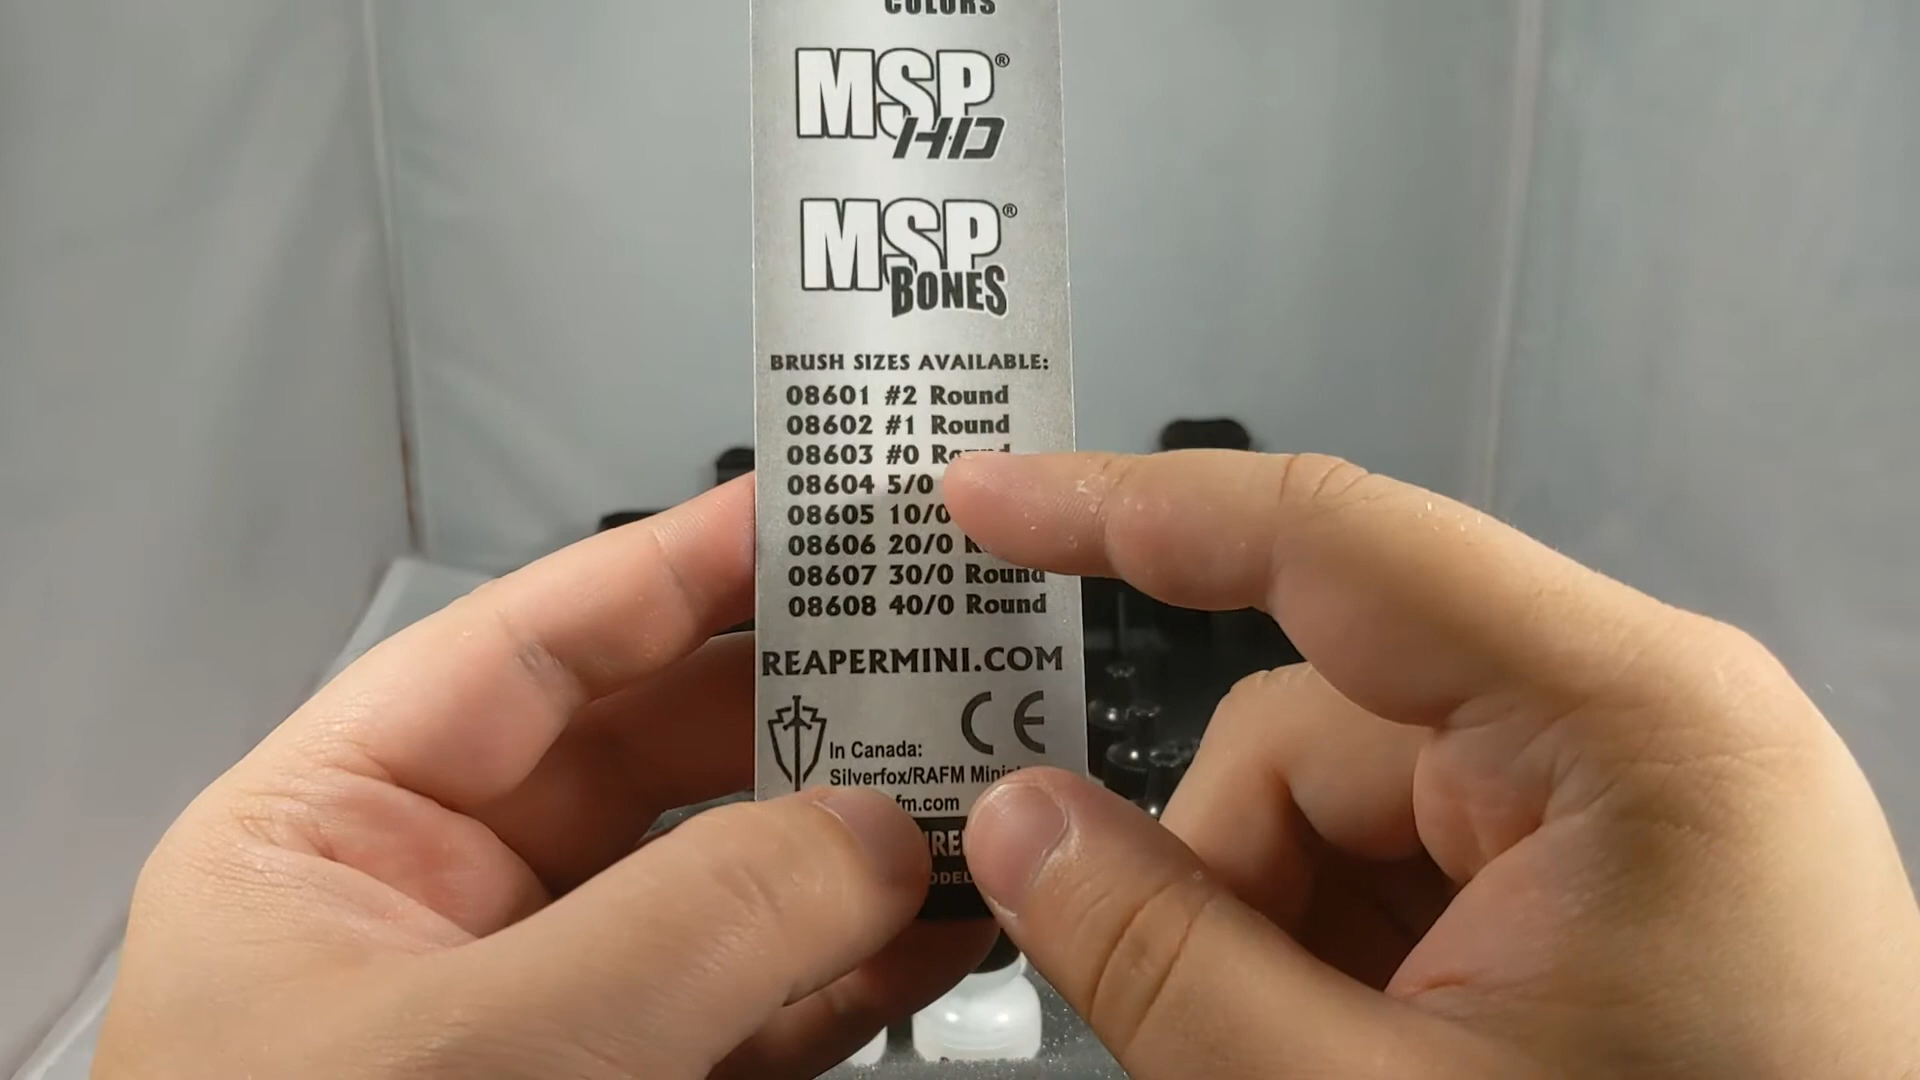 COLORS
MSP®
HD
MSP®
BONES
BRUSH SIZES AVAILABLE:
08601 #2 Round
08602 #1 Round
08603 #0 Round
08604 5/0
08605 10/0
08606 20/0
08607 30/0 Round
08608 40/0 Round
REAPERMINI.COM
CE
In Canada:
Silverfox/RAFM
fm.com